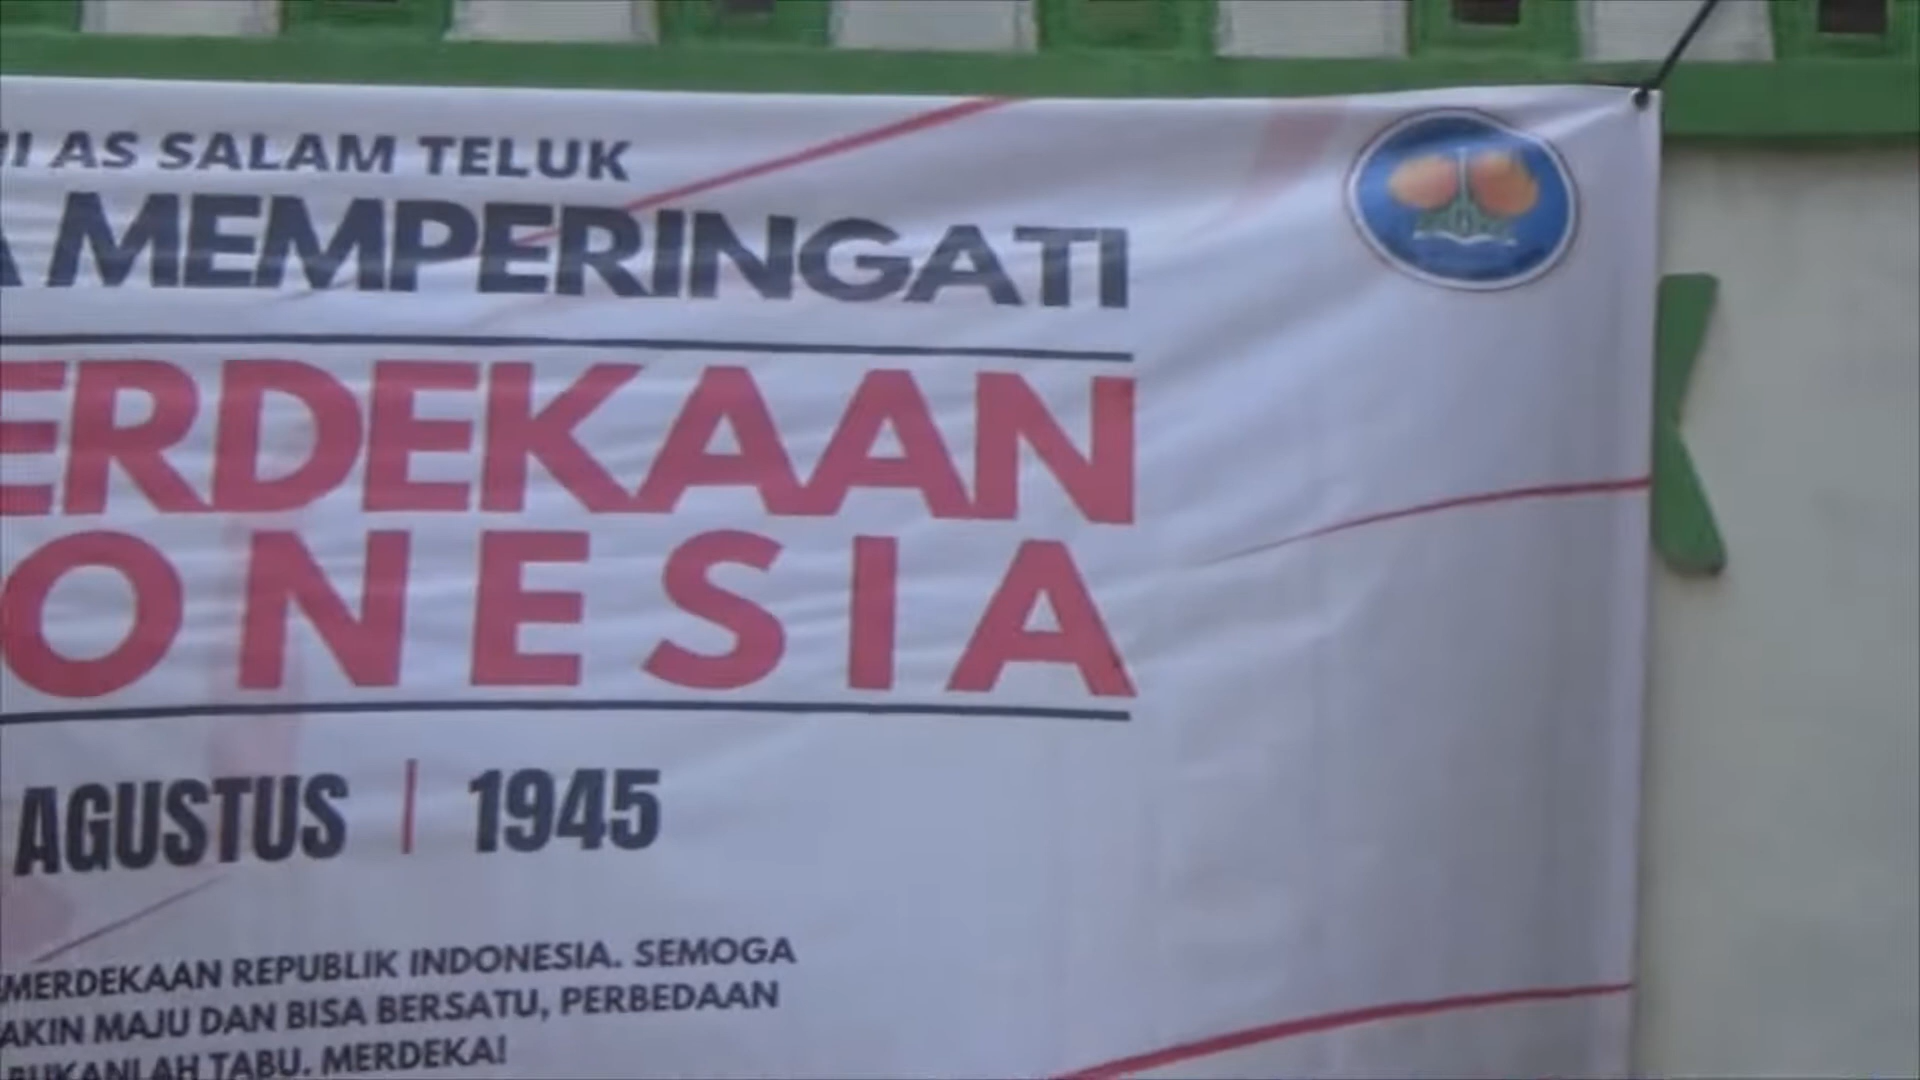 AS SALAM TELUK
MEMPERINGATI
ERDEKAAN
ONESIA
AGUSTUS | 1945
MERDEKAAN REPUBLIK INDONESIA. SEMOGA
AKIN MAJU DAN BISA BERSATU, PERBEDAAN
BUKANLAH TABU. MERDEKA!
K